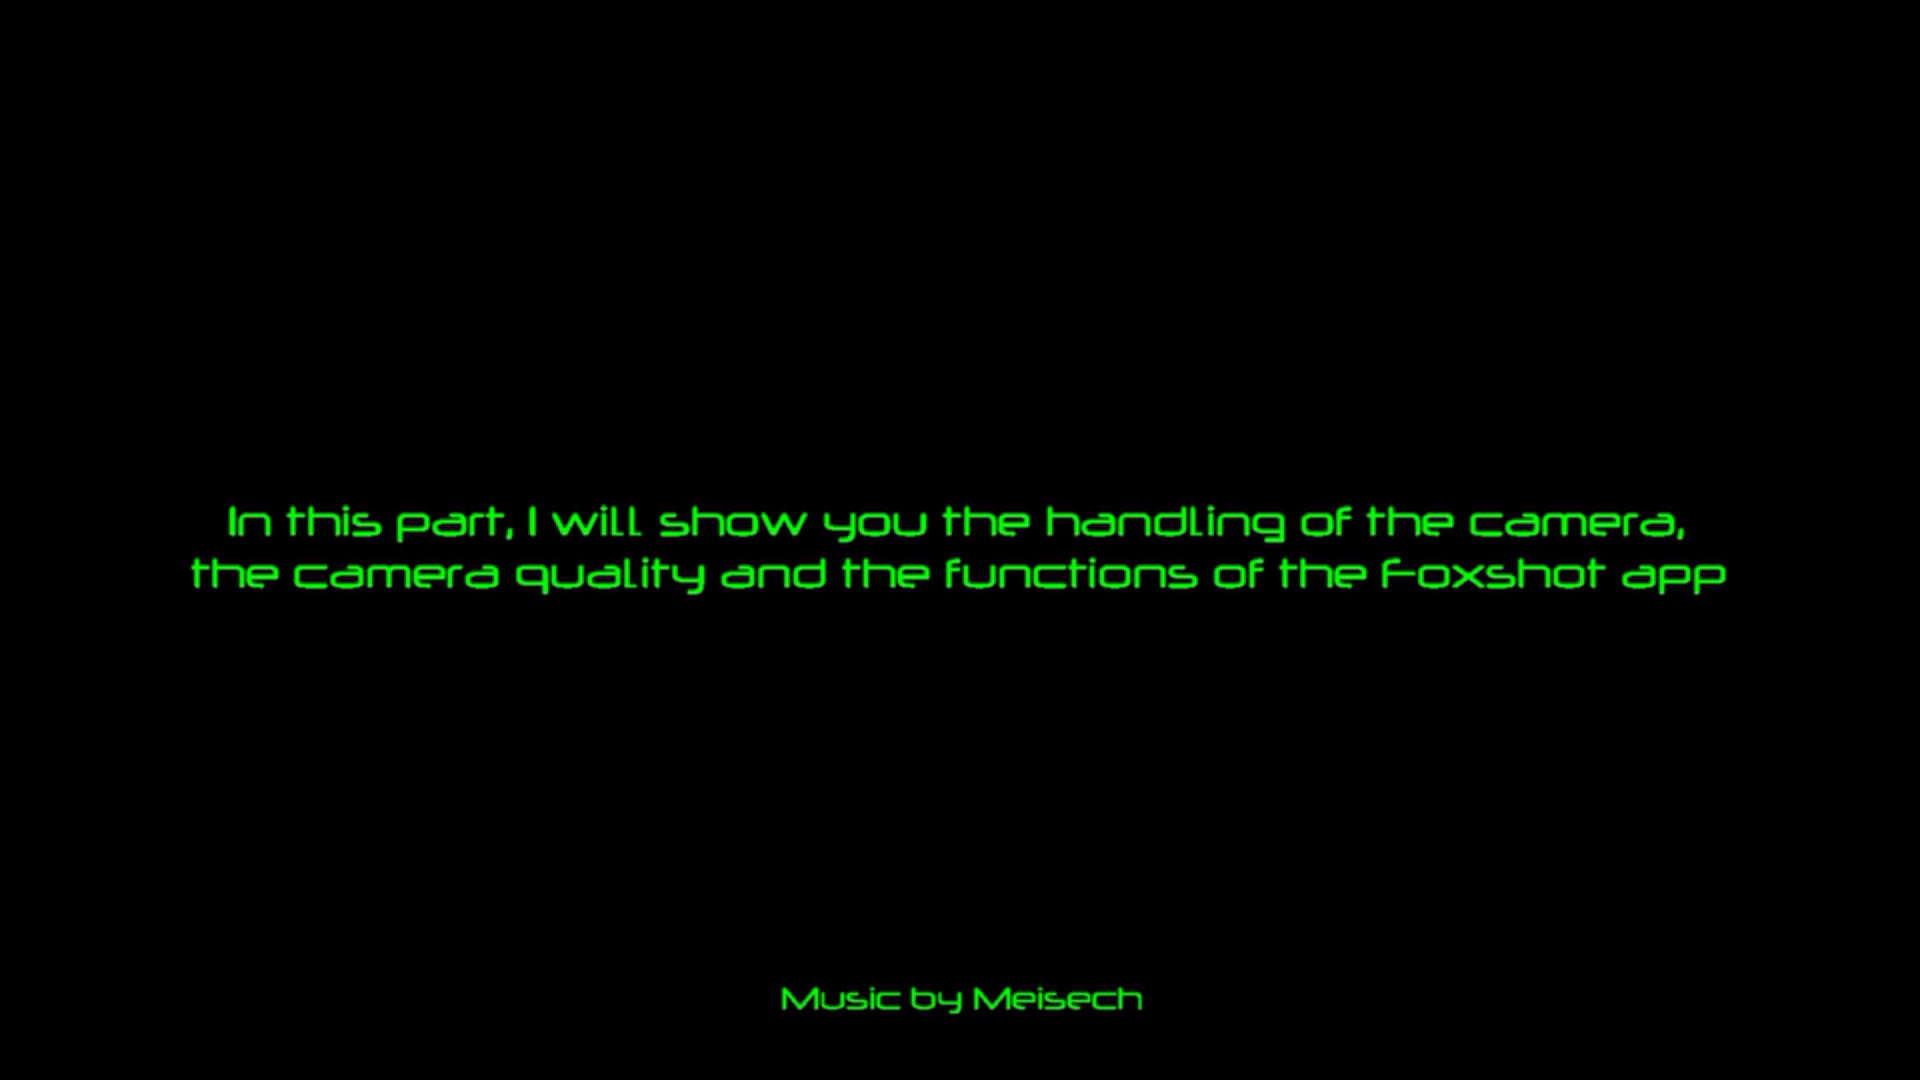 In this part, I will show you the handling of the camera,
the camera quality and the functions of the Foxshot app
Music by Meisech